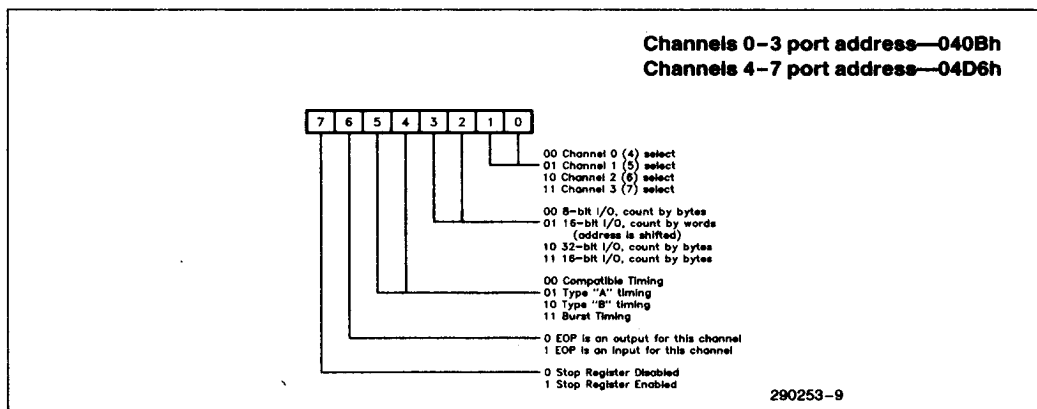 Channels 0-3 port address—040Bh
Channels 4-7 port address—04D6h
7 6 5 4 3 2 1 0
00 Channel 0 (4) select
01 Channel 1 (5) select
10 Channel 2 (6) select
11 Channel 3 (7) select
00 8-bit I/O, count by bytes
01 16-bit I/O, count by words
(address is shifted)
10 32-bit I/O, count by bytes
11 16-bit I/O, count by bytes
00 Compatible Timing
01 Type "A" timing
10 Type "B" timing
11 Burst Timing
0 EOP is an output for this channel
1 EOP is an input for this channel
0 Stop Register Disabled
1 Stop Register Enabled
290253-9